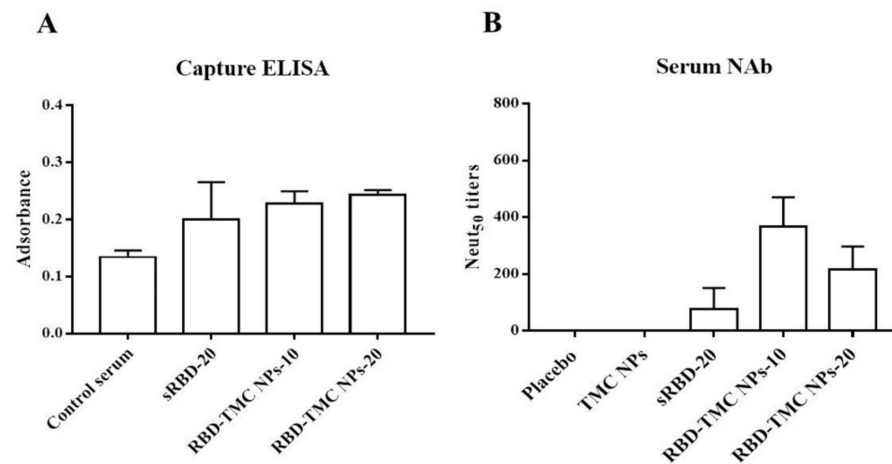 A
Capture ELISA
Adsorbance
0.4
0.3
0.2
0.1
0.0
Control serum
sRBD-20
RBD-TMC NPs-10
RBD-TMC NPs-20
B
Serum NAb
Neut50 titers
800
600
400
200
0
Placebo
TMC NPs
sRBD-20
RBD-TMC NPs-10
RBD-TMC NPs-20